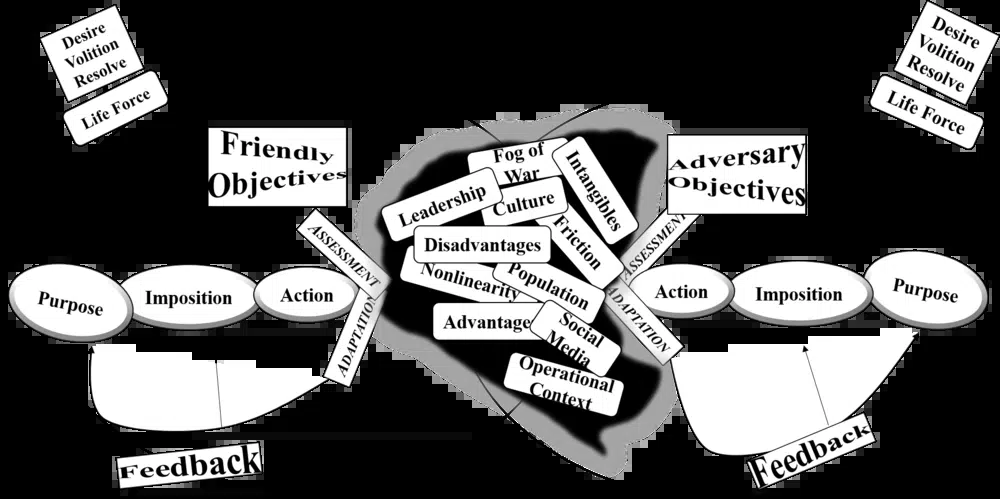 Desire
Volition
Resolve
Life Force
Friendly
Objectives
ASSESSMENT
ADAPTATION
Purpose
Imposition
Action
Feedback
Fog of
War
Intangibles
Leadership
Culture
Friction
Disadvantages
Nonlinearity
Population
Advantage
Social
Media
Operational
Context
Desire
Volition
Resolve
Life Force
Adversary
Objectives
ASSESSMENT
ADAPTATION
Action
Imposition
Purpose
Feedback